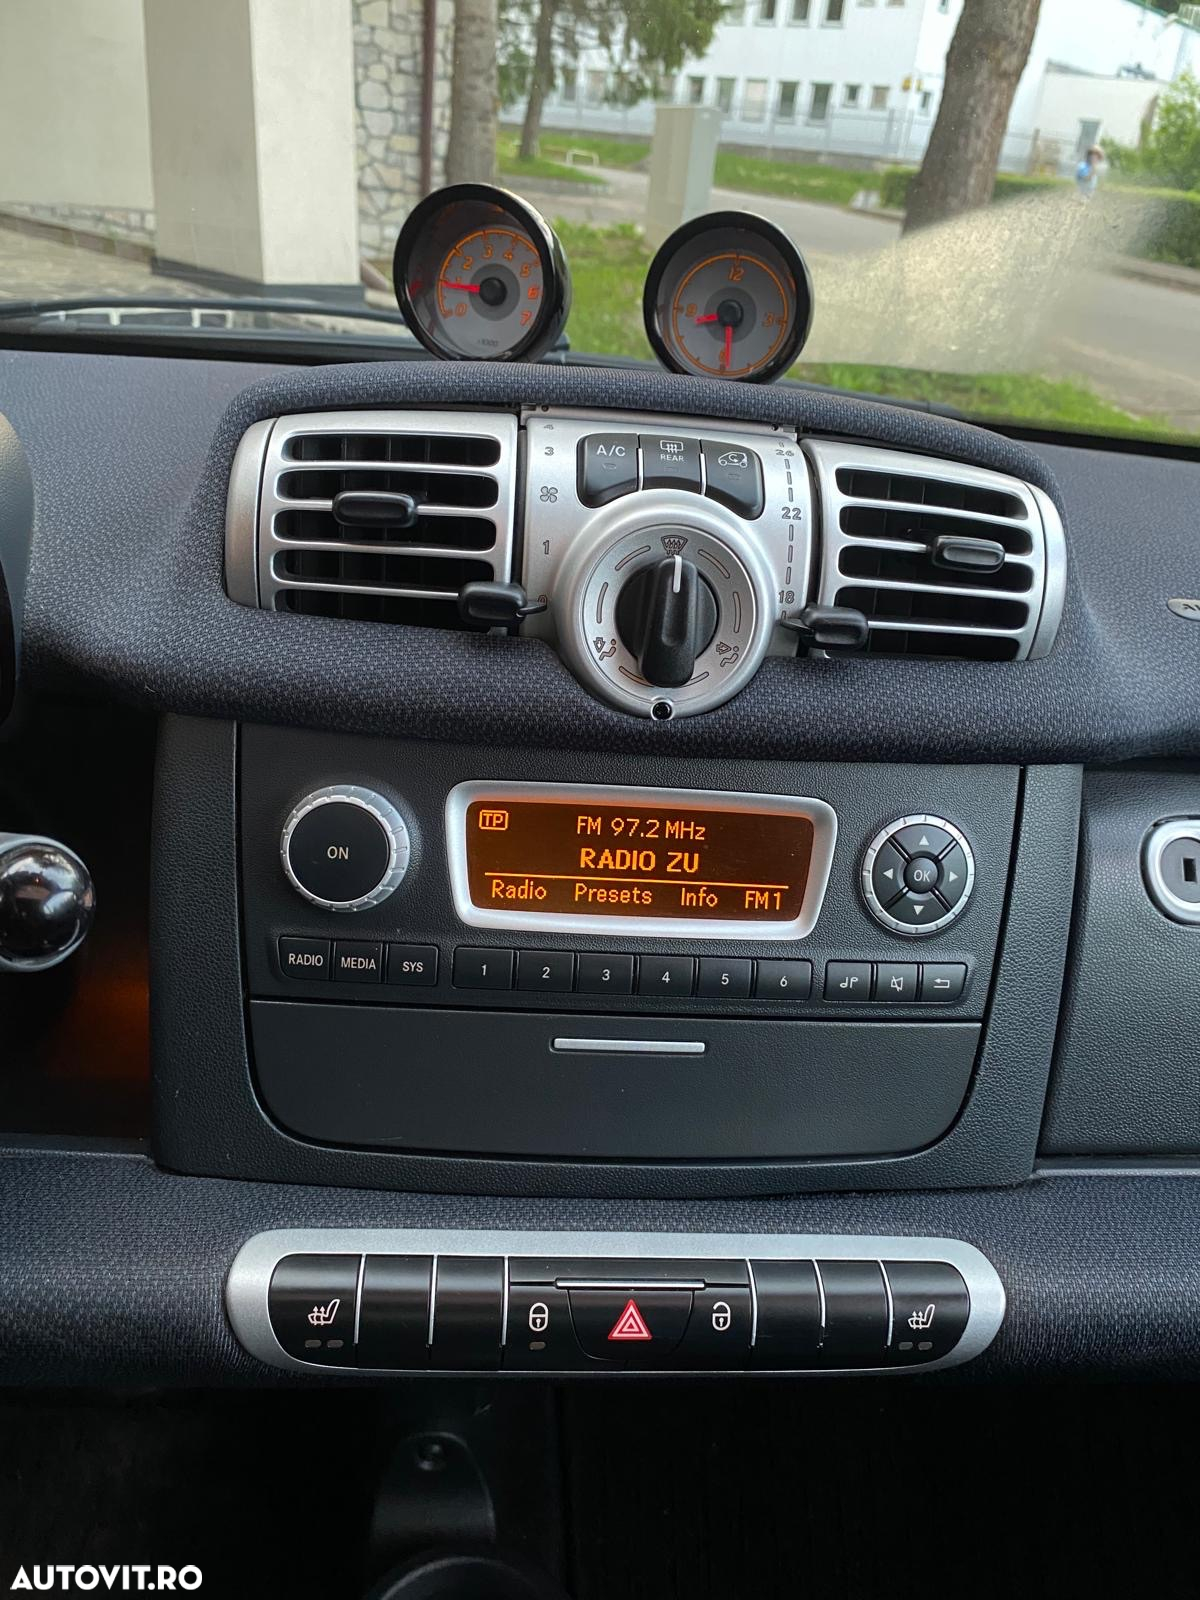 0 1 2 3 4 5 6 7
x1000
12
9 3
6
A/C REAR
3
26
22
1
18
0
TP FM 97.2 MHz
RADIO ZU
Radio Presets Info FM1
ON
OK
RADIO MEDIA SYS 1 2 3 4 5 6
AUTOVIT.RO